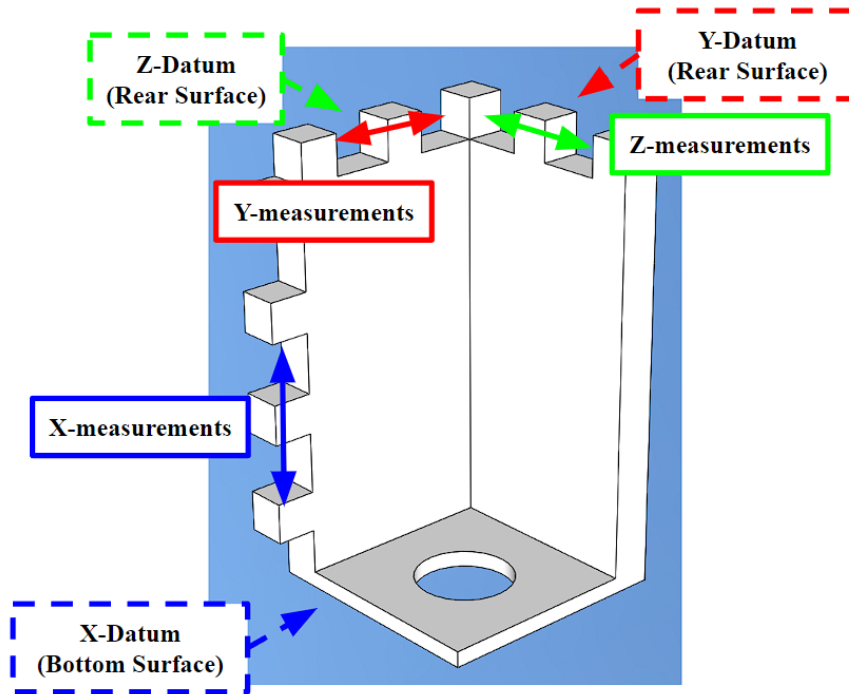 Z-Datum
(Rear Surface)
Y-Datum
(Rear Surface)
Z-measurements
Y-measurements
X-measurements
X-Datum
(Bottom Surface)